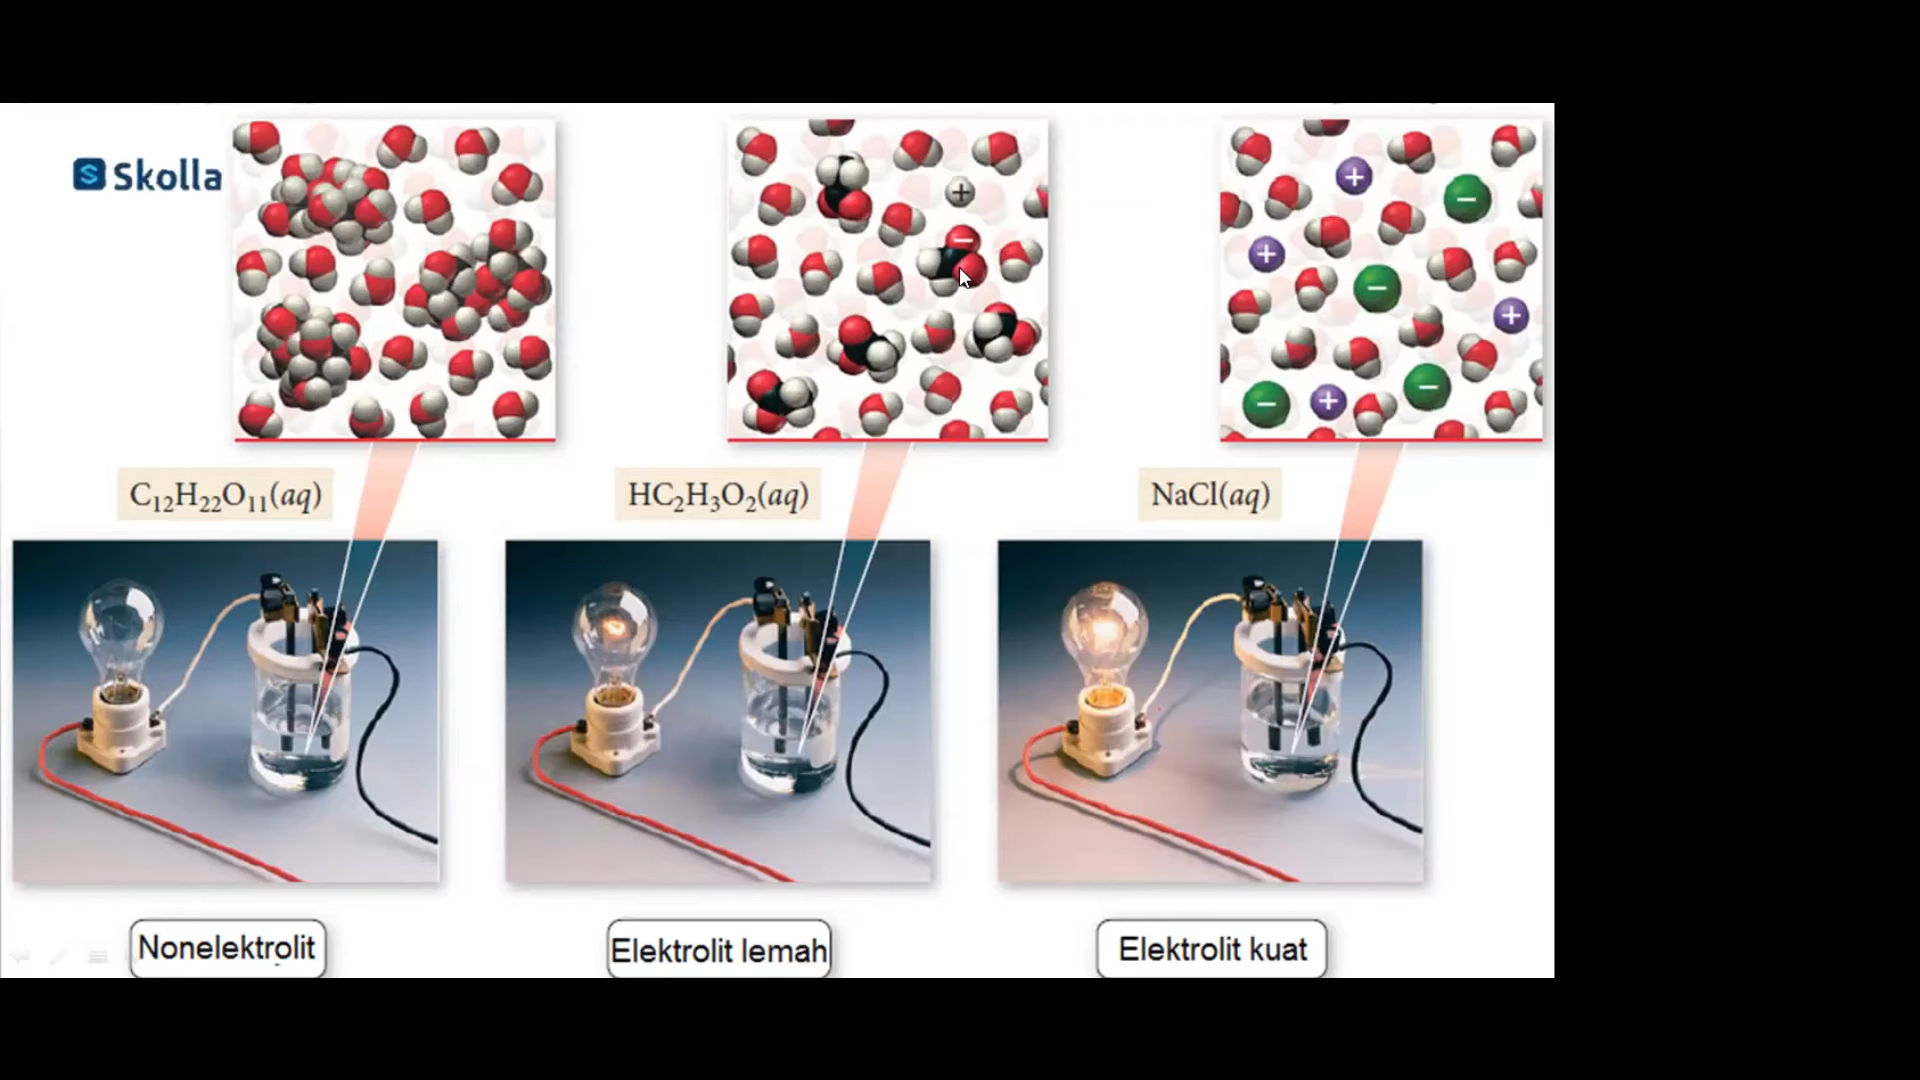 Skolla
C₁₂H₂₂O₁₁(aq)
HC₂H₃O₂(aq)
NaCl(aq)
Nonelektrolit
Elektrolit lemah
Elektrolit kuat